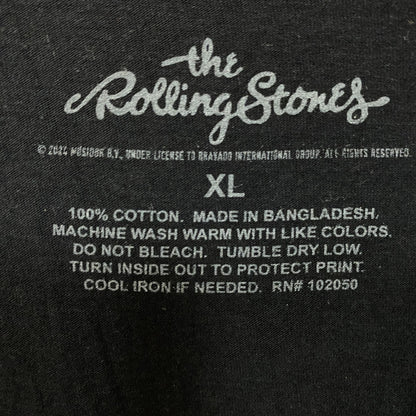 the
Rolling Stones
© 2024 MUSIDOR B.V., UNDER LICENSE TO BRAVADO INTERNATIONAL GROUP. ALL RIGHTS RESERVED.
XL
100% COTTON. MADE IN BANGLADESH.
MACHINE WASH WARM WITH LIKE COLORS.
DO NOT BLEACH. TUMBLE DRY LOW.
TURN INSIDE OUT TO PROTECT PRINT.
COOL IRON IF NEEDED. RN# 102050